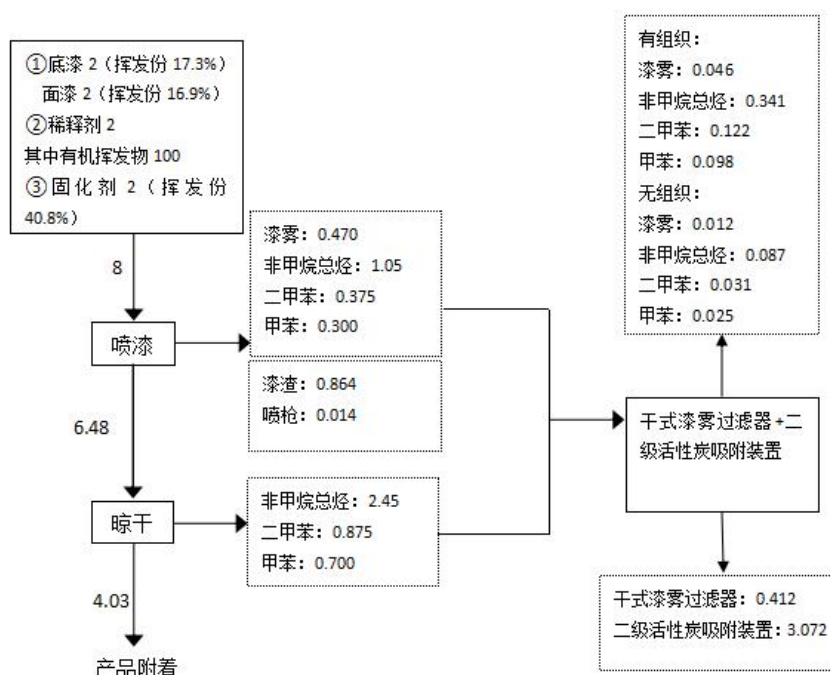 ①底漆 2（挥发份 17.3%）
面漆 2（挥发份 16.9%）
②稀释剂 2
其中有机挥发物 100
③固化剂 2（挥发份
40.8%）
8
喷漆
漆雾：0.470
非甲烷总烃：1.05
二甲苯：0.375
甲苯：0.300
漆渣：0.864
喷枪：0.014
6.48
晾干
非甲烷总烃：2.45
二甲苯：0.875
甲苯：0.700
4.03
产品附着
有组织：
漆雾：0.046
非甲烷总烃：0.341
二甲苯：0.122
甲苯：0.098
无组织：
漆雾：0.012
非甲烷总烃：0.087
二甲苯：0.031
甲苯：0.025
干式漆雾过滤器+二
级活性炭吸附装置
干式漆雾过滤器：0.412
二级活性炭吸附装置：3.072